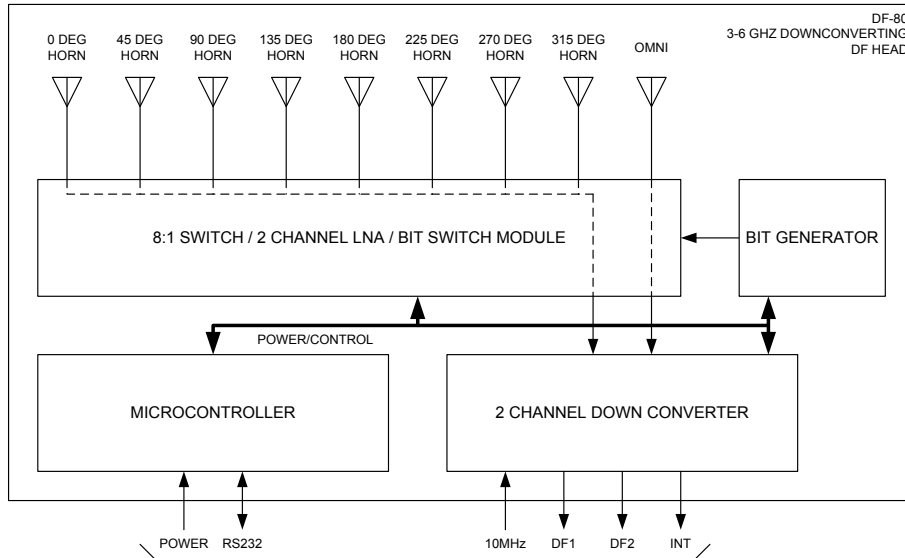 DF-80
3-6 GHZ DOWNCONVERTING
DF HEAD
0 DEG
HORN
45 DEG
HORN
90 DEG
HORN
135 DEG
HORN
180 DEG
HORN
225 DEG
HORN
270 DEG
HORN
315 DEG
HORN
OMNI
8:1 SWITCH / 2 CHANNEL LNA / BIT SWITCH MODULE
BIT GENERATOR
POWER/CONTROL
MICROCONTROLLER
2 CHANNEL DOWN CONVERTER
POWER
RS232
10MHz
DF1
DF2
INT